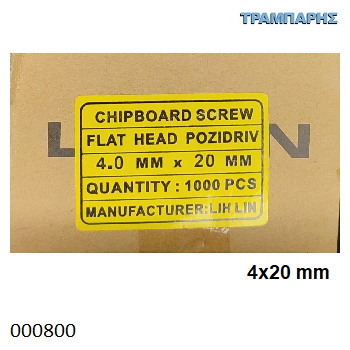 ΤΡΑΜΠΑΡΗΣ
CHIPBOARD SCREW
FLAT HEAD POZIDRIV
4.0 MM x 20 MM
QUANTITY : 1000 PCS
MANUFACTURER:LIH LIN
4x20 mm
000800